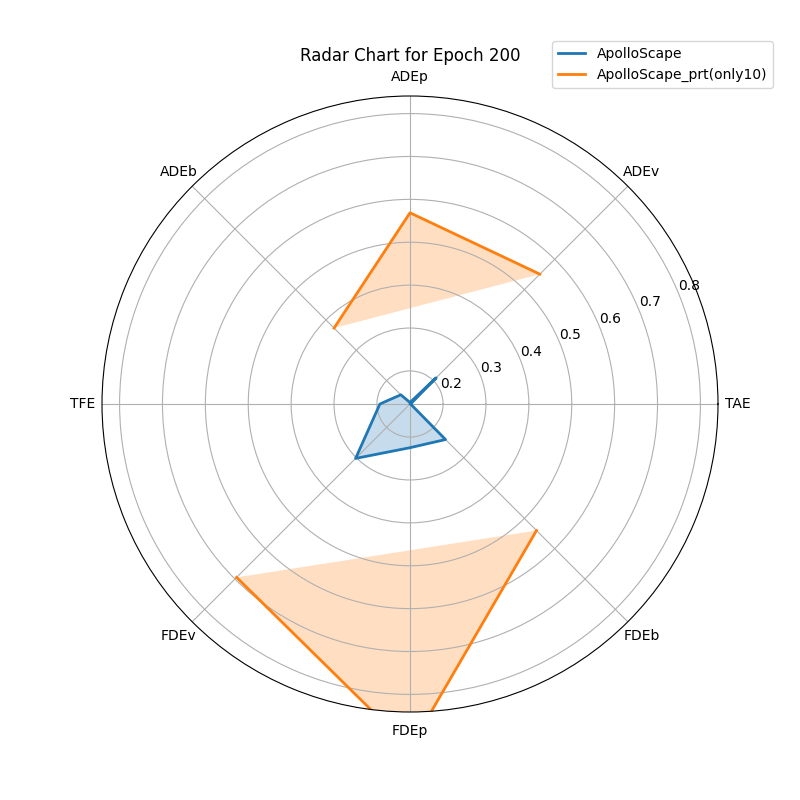 Radar Chart for Epoch 200
ApolloScape
ApolloScape_prt(only10)
ADEp
ADEb
ADEv
0.8
0.7
0.6
0.5
0.4
0.3
0.2
TFE
TAE
FDEv
FDEb
FDEp